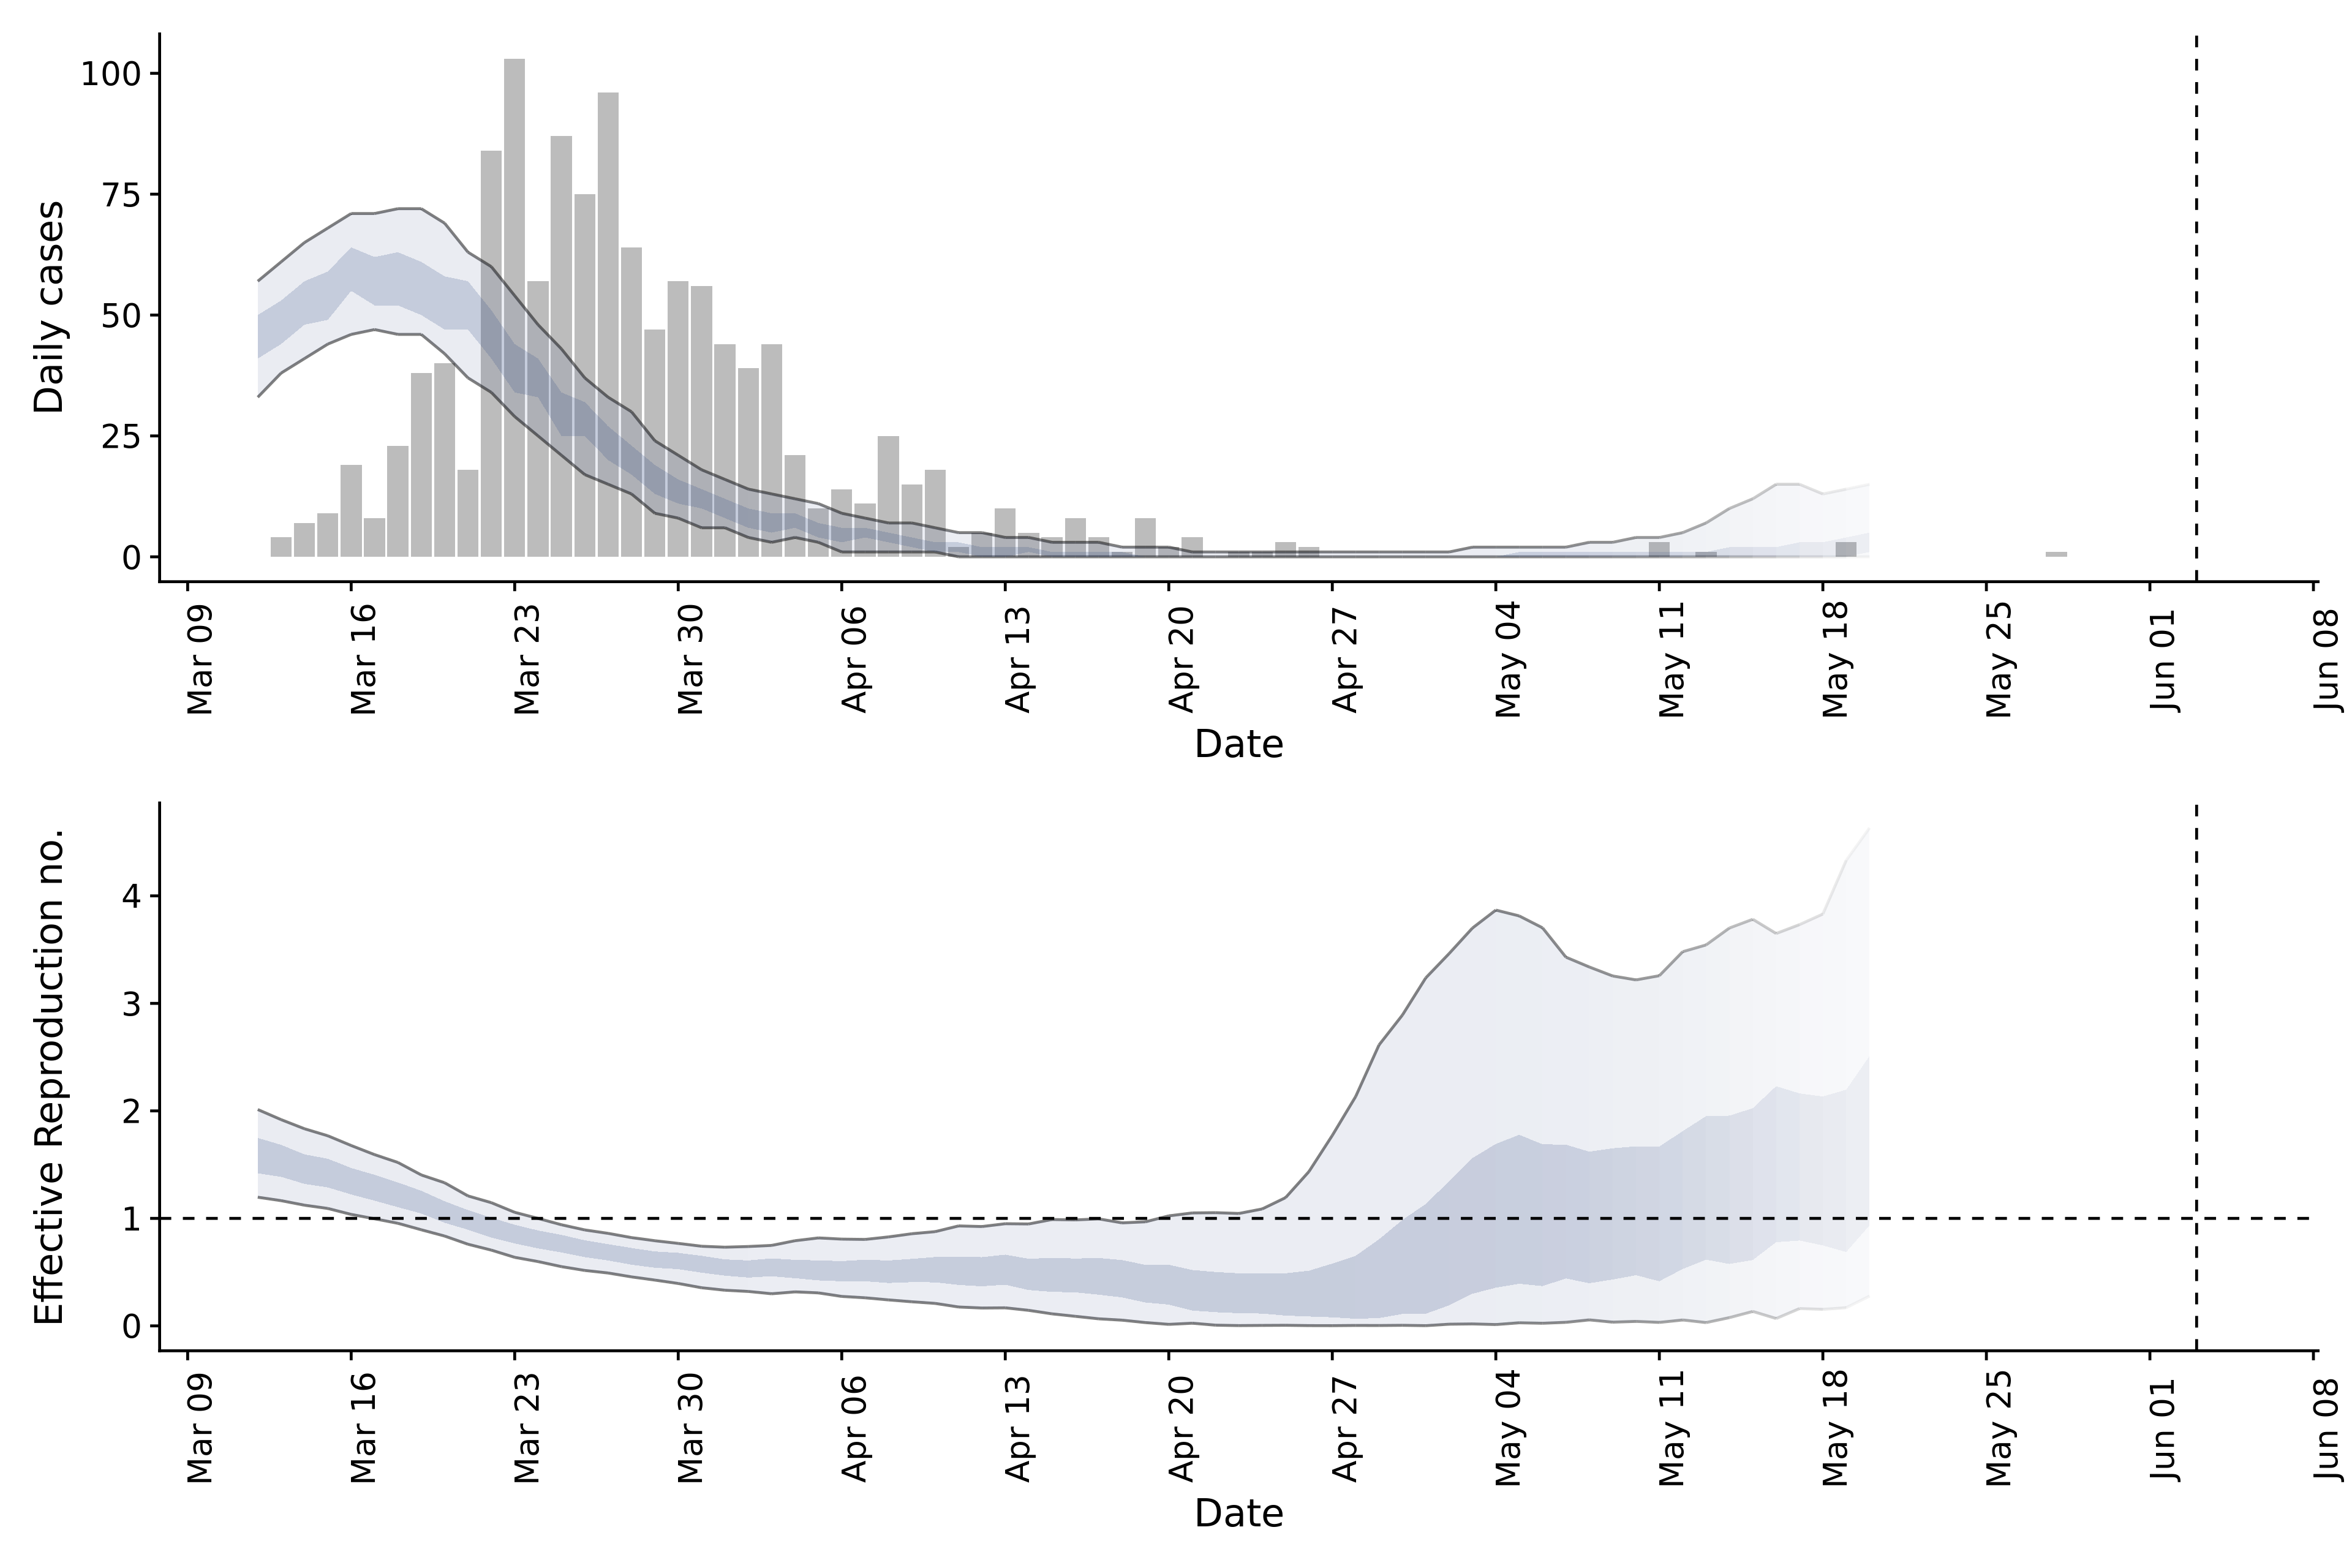 Daily cases
100
75
50
25
0
Mar 09
Mar 16
Mar 23
Mar 30
Apr 06
Apr 13
Apr 20
Apr 27
May 04
May 11
May 18
May 25
Jun 01
Jun 08
Date
Effective Reproduction no.
4
3
2
1
0
Mar 09
Mar 16
Mar 23
Mar 30
Apr 06
Apr 13
Apr 20
Apr 27
May 04
May 11
May 18
May 25
Jun 01
Jun 08
Date